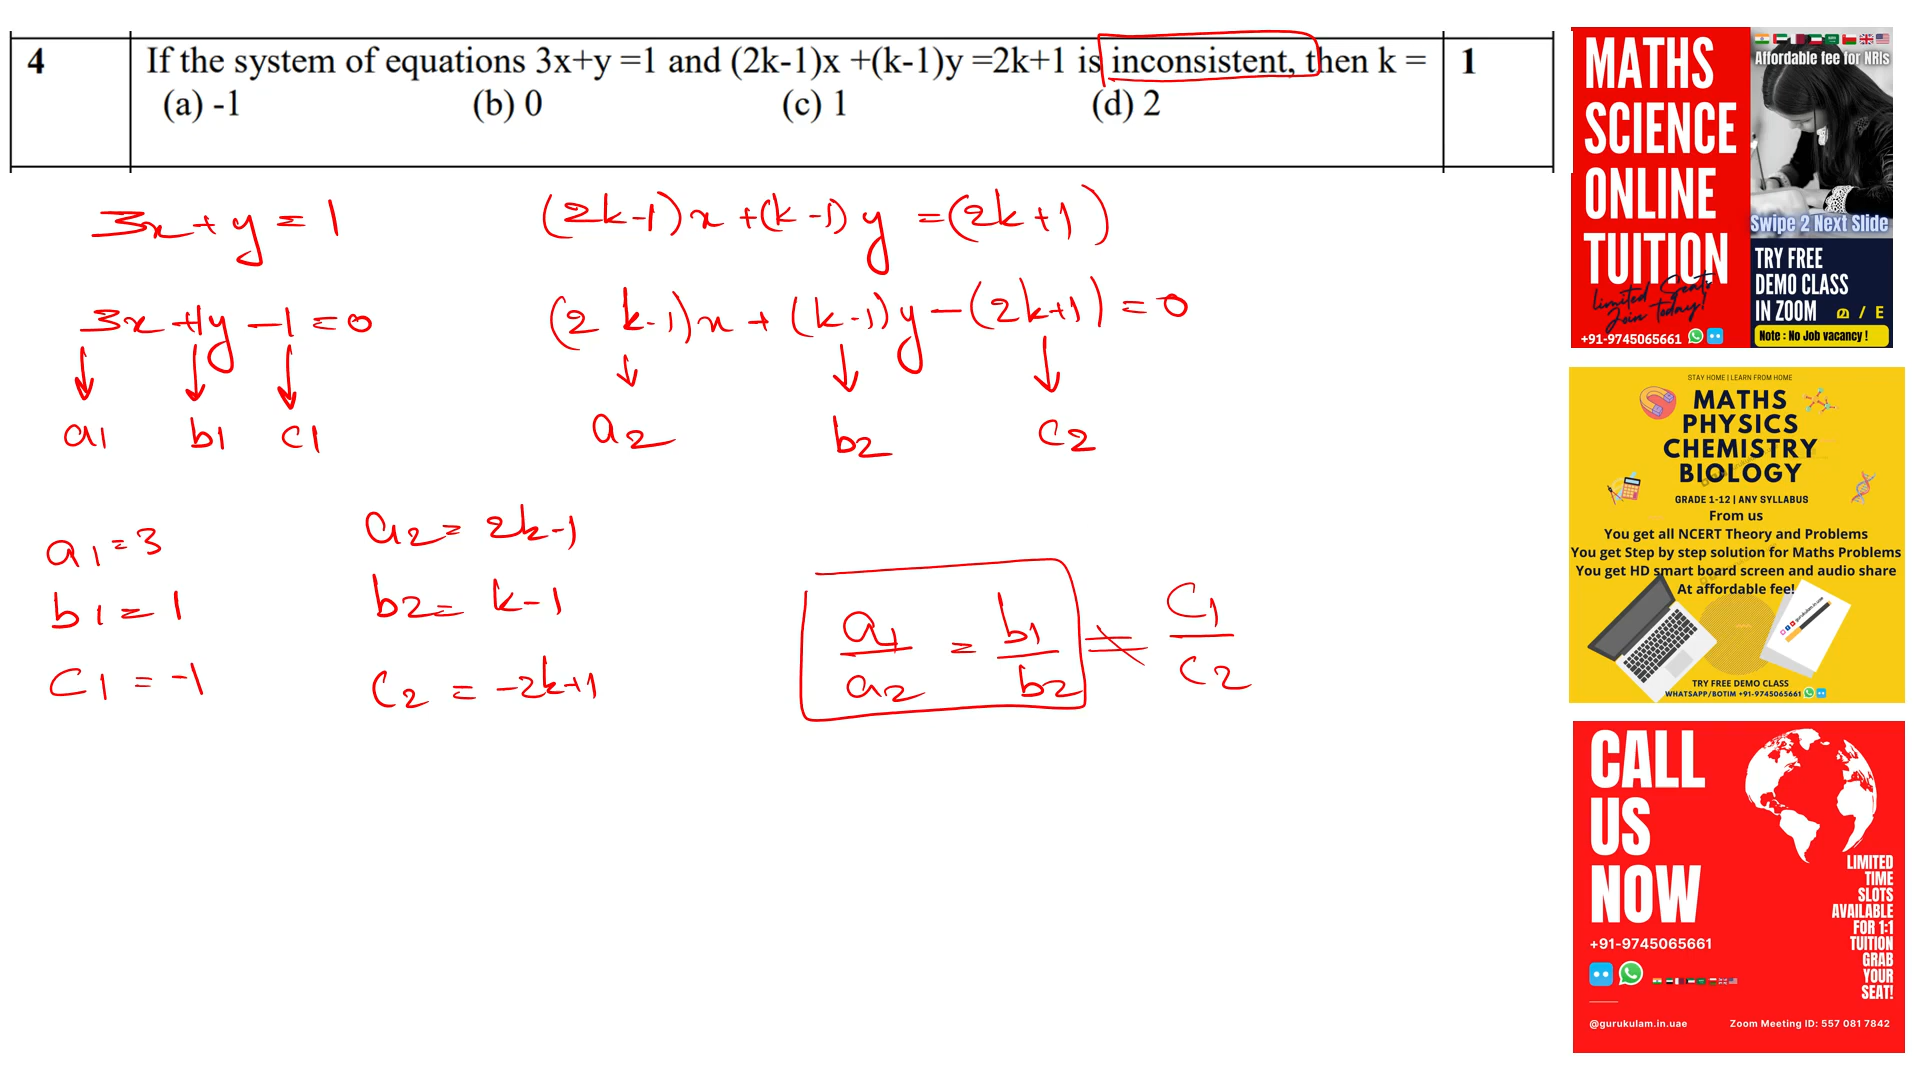 4 If the system of equations 3x+y =1 and (2k-1)x +(k-1)y =2k+1 is inconsistent, then k = 1
(a) -1 (b) 0 (c) 1 (d) 2
3x + y = 1 (2k-1)x + (k-1)y = (2k+1)
3x + 1y - 1 = 0 (2k-1)x + (k-1)y - (2k+1) = 0
a1 b1 c1 a2 b2 c2
a1 = 3 a2 = 2k-1
b1 = 1 b2 = k-1
c1 = -1 c2 = -2k+1
a1/a2 = b1/b2 ≠ c1/c2
MATHS
SCIENCE
ONLINE
TUITION
Limited Seats
Join Today!
+91-9745065661
Affordable fee for NRIs
Swipe 2 Next Slide
TRY FREE
DEMO CLASS
IN ZOOM
മ / E
Note : No Job vacancy !
STAY HOME | LEARN FROM HOME
MATHS
PHYSICS
CHEMISTRY
BIOLOGY
GRADE 1-12 | ANY SYLLABUS
From us
You get all NCERT Theory and Problems
You get Step by step solution for Maths Problems
You get HD smart board screen and audio share
At affordable fee!
TRY FREE DEMO CLASS
WHATSAPP/BOTIM +91-9745065661
CALL
US
NOW
+91-9745065661
LIMITED
TIME
SLOTS
AVAILABLE
FOR 1:1
TUITION
GRAB
YOUR
SEAT!
@gurukulam.in.uae Zoom Meeting ID: 557 081 7842